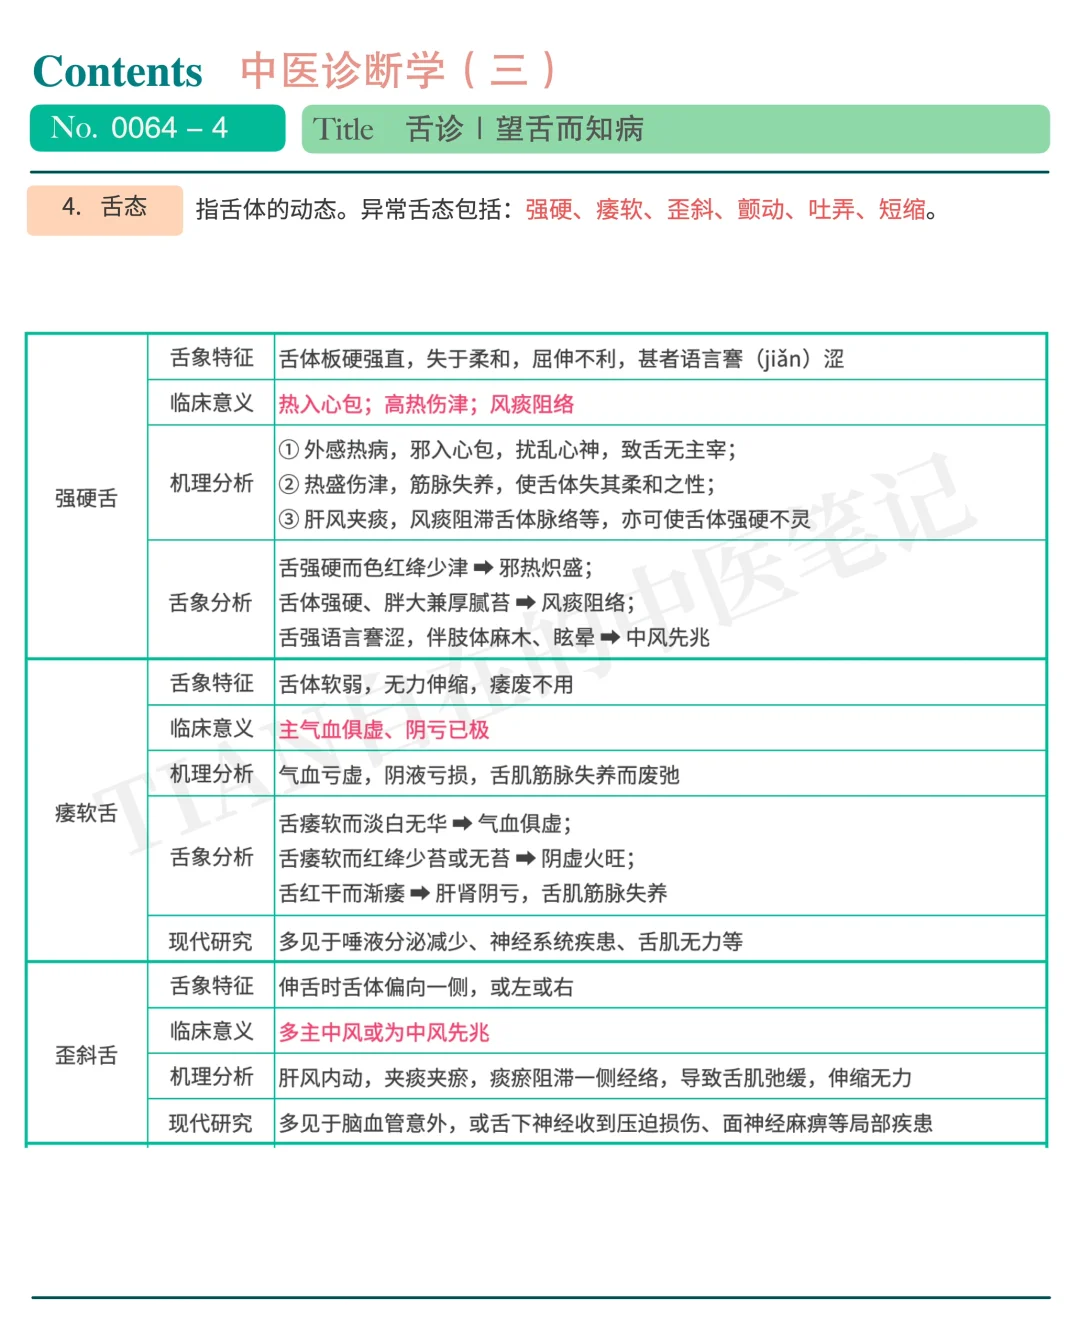 Contents 中医诊断学（三）
No. 0064 – 4
Title 舌诊 | 望舌而知病
4. 舌态
指舌体的动态。异常舌态包括：强硬、痿软、歪斜、颤动、吐弄、短缩。
强硬舌
舌象特征
舌体板硬强直，失于柔和，屈伸不利，甚者语言謇（jiǎn）涩
临床意义
热入心包；高热伤津；风痰阻络
机理分析
① 外感热病，邪入心包，扰乱心神，致舌无主宰；
② 热盛伤津，筋脉失养，使舌体失其柔和之性；
③ 肝风夹痰，风痰阻滞舌体脉络等，亦可使舌体强硬不灵
舌象分析
舌强硬而色红绛少津 ➡ 邪热炽盛；
舌体强硬、胖大兼厚腻苔 ➡ 风痰阻络；
舌强语言謇涩，伴肢体麻木、眩晕 ➡ 中风先兆
痿软舌
舌象特征
舌体软弱，无力伸缩，痿废不用
临床意义
主气血俱虚、阴亏已极
机理分析
气血亏虚，阴液亏损，舌肌筋脉失养而废弛
舌象分析
舌痿软而淡白无华 ➡ 气血俱虚；
舌痿软而红绛少苔或无苔 ➡ 阴虚火旺；
舌红干而渐痿 ➡ 肝肾阴亏，舌肌筋脉失养
现代研究
多见于唾液分泌减少、神经系统疾患、舌肌无力等
歪斜舌
舌象特征
伸舌时舌体偏向一侧，或左或右
临床意义
多主中风或为中风先兆
机理分析
肝风内动，夹痰夹瘀，痰瘀阻滞一侧经络，导致舌肌弛缓，伸缩无力
现代研究
多见于脑血管意外，或舌下神经收到压迫损伤、面神经麻痹等局部疾患
TIAN自在的中医笔记